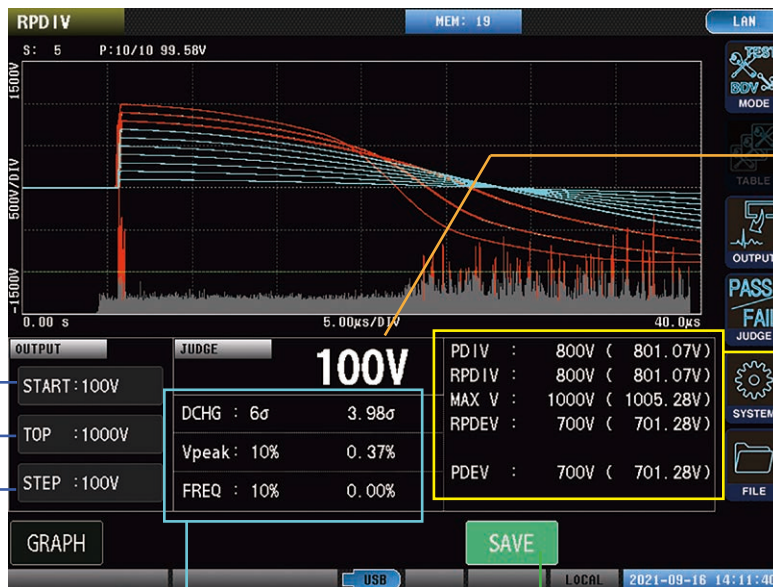 RPDIV
MEM: 19
LAN
S: 5 P:10/10 99.58V
1500V
500V/DIV
-1500V
0.00 s
5.00µs/DIV
40.0µs
TEST
BDV
MODE
TABLE
OUTPUT
PASS
FAIL
JUDGE
SYSTEM
FILE
OUTPUT
START:100V
TOP :1000V
STEP :100V
JUDGE
100V
DCHG : 6σ 3.98σ
Vpeak: 10% 0.37%
FREQ : 10% 0.00%
PDIV : 800V ( 801.07V)
RPDIV : 800V ( 801.07V)
MAX V : 1000V ( 1005.28V)
RPDEV : 700V ( 701.28V)
PDEV : 700V ( 701.28V)
GRAPH
SAVE
USB
LOCAL
2021-09-16 14:11:40